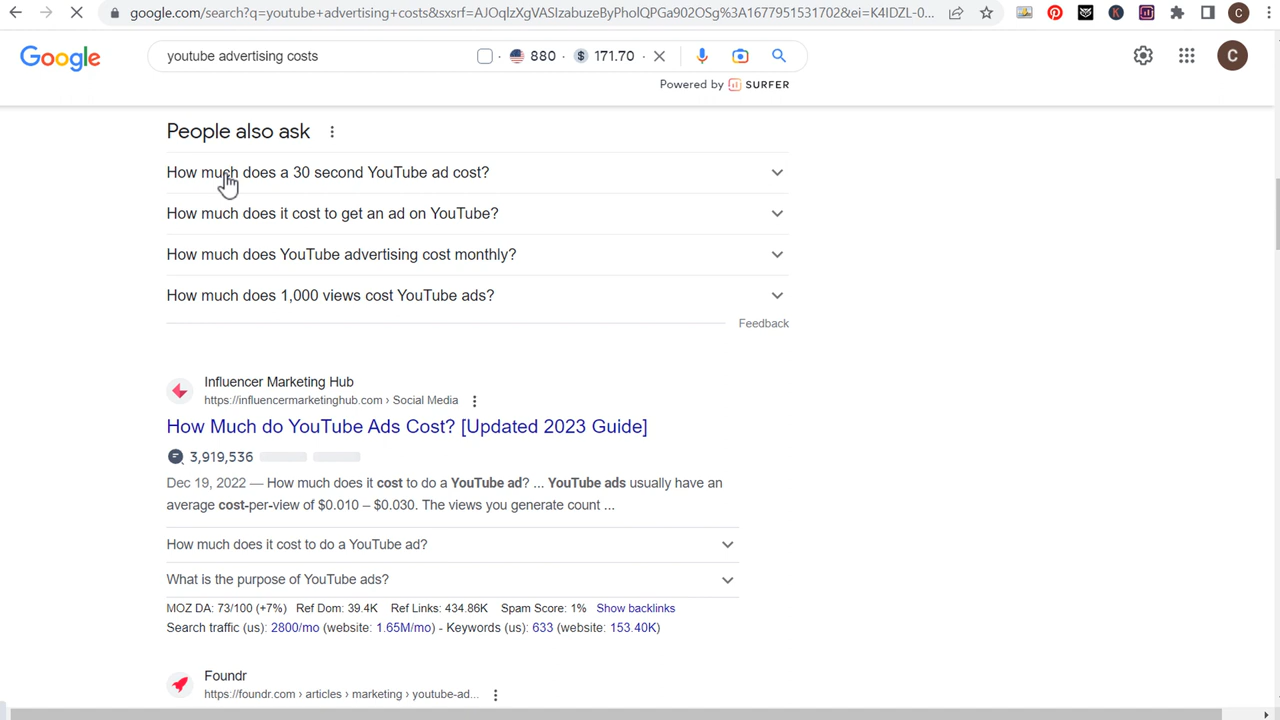 google.com/search?q=youtube+advertising+costs&sxsrf=AJOqlzXgVASIzabuzeByPholQPGa902OSg%3A1677951531702&ei=K4IDZL-0...
K
C
Google
youtube advertising costs
880 · $ 171.70 ·
C
Powered by SURFER
People also ask
How much does a 30 second YouTube ad cost?
How much does it cost to get an ad on YouTube?
How much does YouTube advertising cost monthly?
How much does 1,000 views cost YouTube ads?
Feedback
Influencer Marketing Hub
https://influencermarketinghub.com › Social Media
How Much do YouTube Ads Cost? [Updated 2023 Guide]
3,919,536
Dec 19, 2022 — How much does it cost to do a YouTube ad? ... YouTube ads usually have an
average cost-per-view of $0.010 – $0.030. The views you generate count ...
How much does it cost to do a YouTube ad?
What is the purpose of YouTube ads?
MOZ DA: 73/100 (+7%) Ref Dom: 39.4K Ref Links: 434.86K Spam Score: 1% Show backlinks
Search traffic (us): 2800/mo (website: 1.65M/mo) - Keywords (us): 633 (website: 153.40K)
Foundr
https://foundr.com › articles › marketing › youtube-ad...